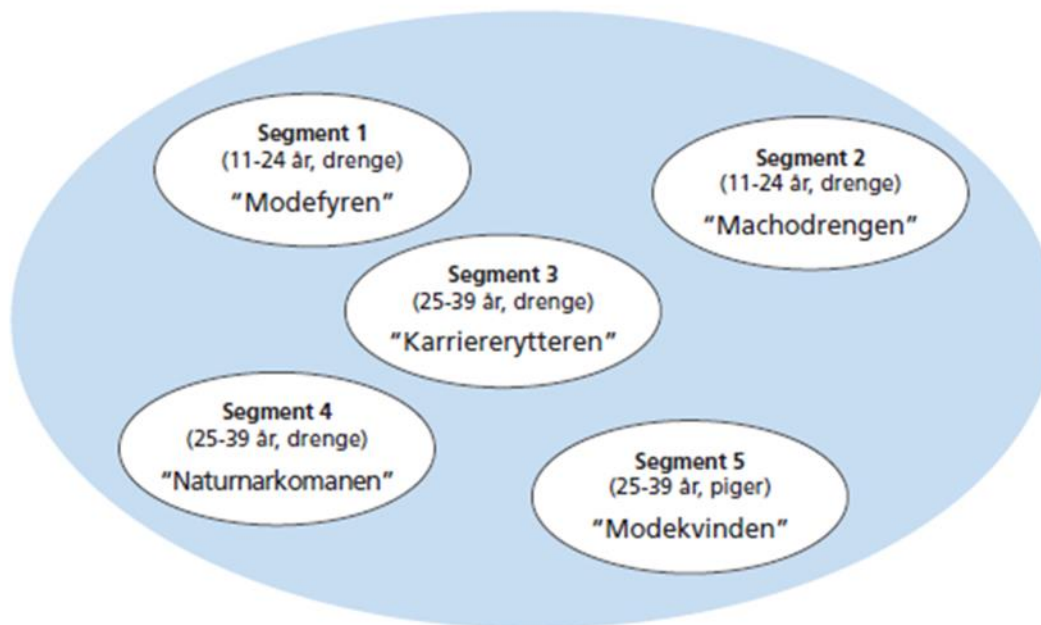 Segment 1
(11-24 år, drenge)
“Modefyren”
Segment 2
(11-24 år, drenge)
“Machodrengen”
Segment 3
(25-39 år, drenge)
“Karriererytteren”
Segment 4
(25-39 år, drenge)
“Naturnarkomanen”
Segment 5
(25-39 år, piger)
“Modekvinden”